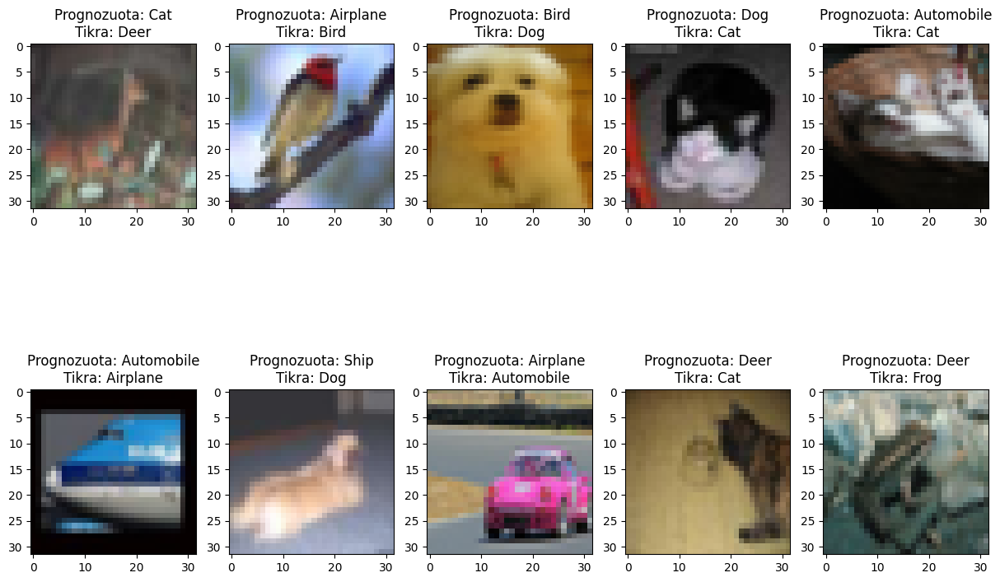 Prognozuota: Cat
Tikra: Deer
Prognozuota: Airplane
Tikra: Bird
Prognozuota: Bird
Tikra: Dog
Prognozuota: Dog
Tikra: Cat
Prognozuota: Automobile
Tikra: Cat
0
5
10
15
20
25
30
0 10 20 30
0
5
10
15
20
25
30
0 10 20 30
0
5
10
15
20
25
30
0 10 20 30
0
5
10
15
20
25
30
0 10 20 30
0
5
10
15
20
25
30
0 10 20 30
Prognozuota: Automobile
Tikra: Airplane
Prognozuota: Ship
Tikra: Dog
Prognozuota: Airplane
Tikra: Automobile
Prognozuota: Deer
Tikra: Cat
Prognozuota: Deer
Tikra: Frog
0
5
10
15
20
25
30
0 10 20 30
0
5
10
15
20
25
30
0 10 20 30
0
5
10
15
20
25
30
0 10 20 30
0
5
10
15
20
25
30
0 10 20 30
0
5
10
15
20
25
30
0 10 20 30